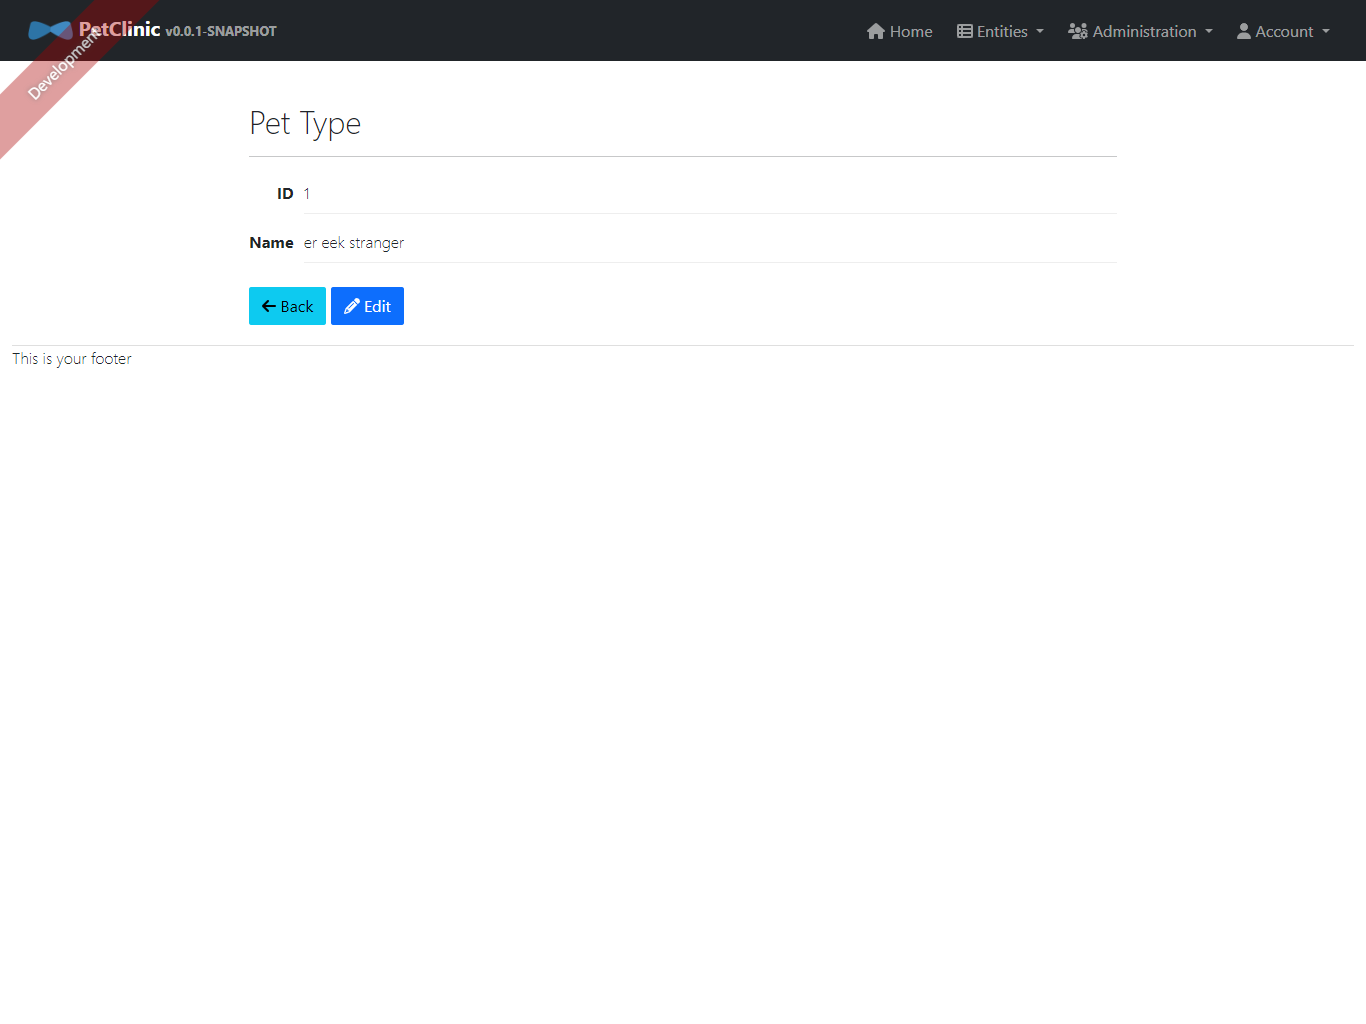 PetClinic v0.0.1-SNAPSHOT
Development
Home
Entities
Administration
Account
Pet Type
ID 1
Name er eek stranger
Back
Edit
This is your footer